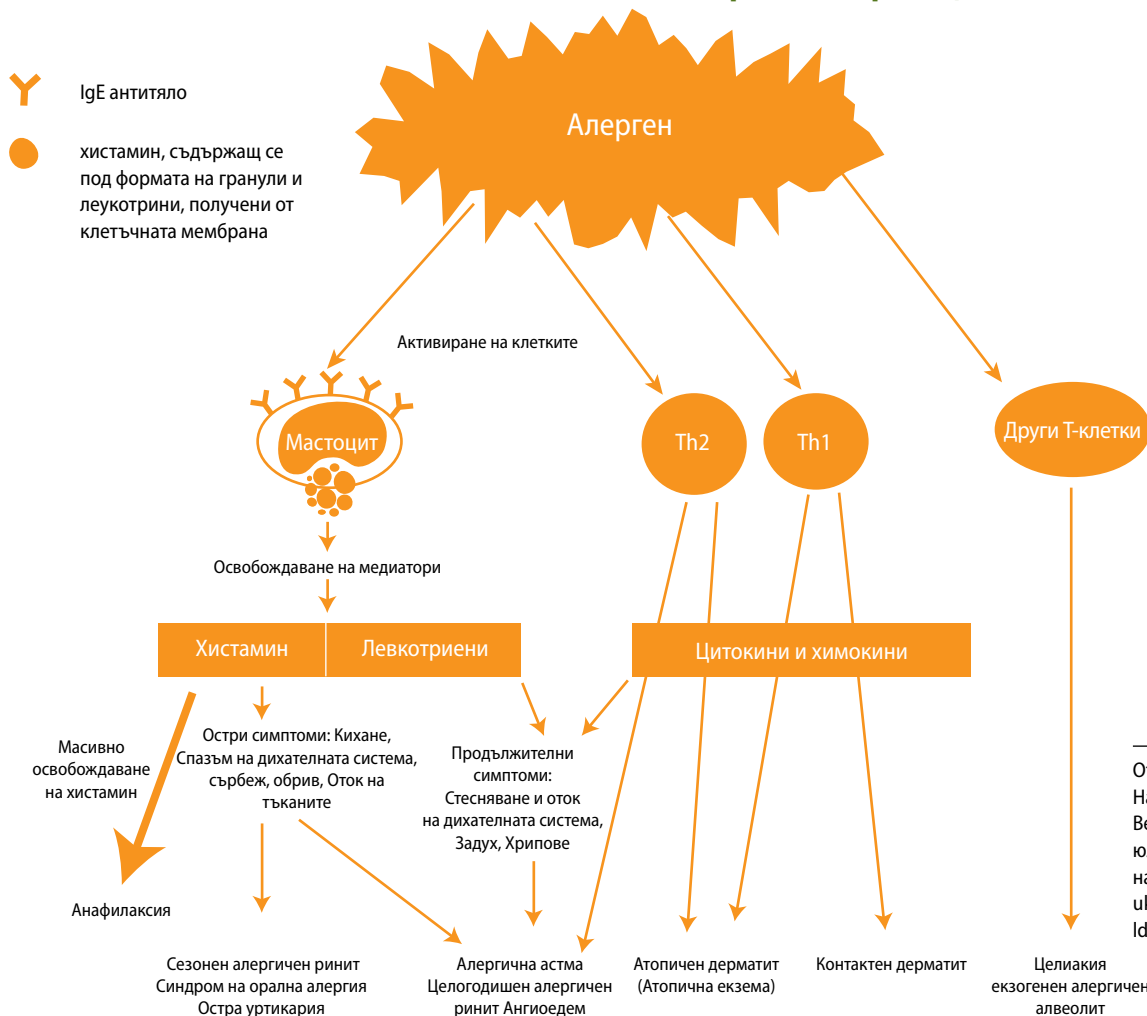 IgE антитяло
хистамин, съдържащ се
под формата на гранули и
леукотрини, получени от
клетъчната мембрана
Алерген
Активиране на клетките
Мастоцит
Th2
Th1
Други Т-клетки
Освобождаване на медиатори
Хистамин
Левкотриени
Цитокини и химокини
Масивно
освобождаване
на хистамин
Остри симптоми: Кихане,
Спазъм на дихателната система,
сърбеж, обрив, Оток на
тъканите
Продължителни
симптоми:
Стесняване и оток
на дихателната система,
Задух, Хрипове
Анафилаксия
Сезонен алергичен ринит
Синдром на орална алергия
Остра уртикария
Алергична астма
Целогодишен алергичен
ринит Ангиоедем
Атопичен дерматит
(Атопична екзема)
Контактен дерматит
Целиакия
екзогенен алергичен
алвеолит